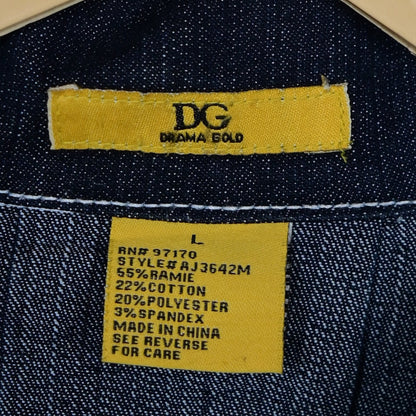 DG
DRAMA GOLD
L
RN# 97170
STYLE# AJ3642M
55% RAMIE
22% COTTON
20% POLYESTER
3% SPANDEX
MADE IN CHINA
SEE REVERSE
FOR CARE